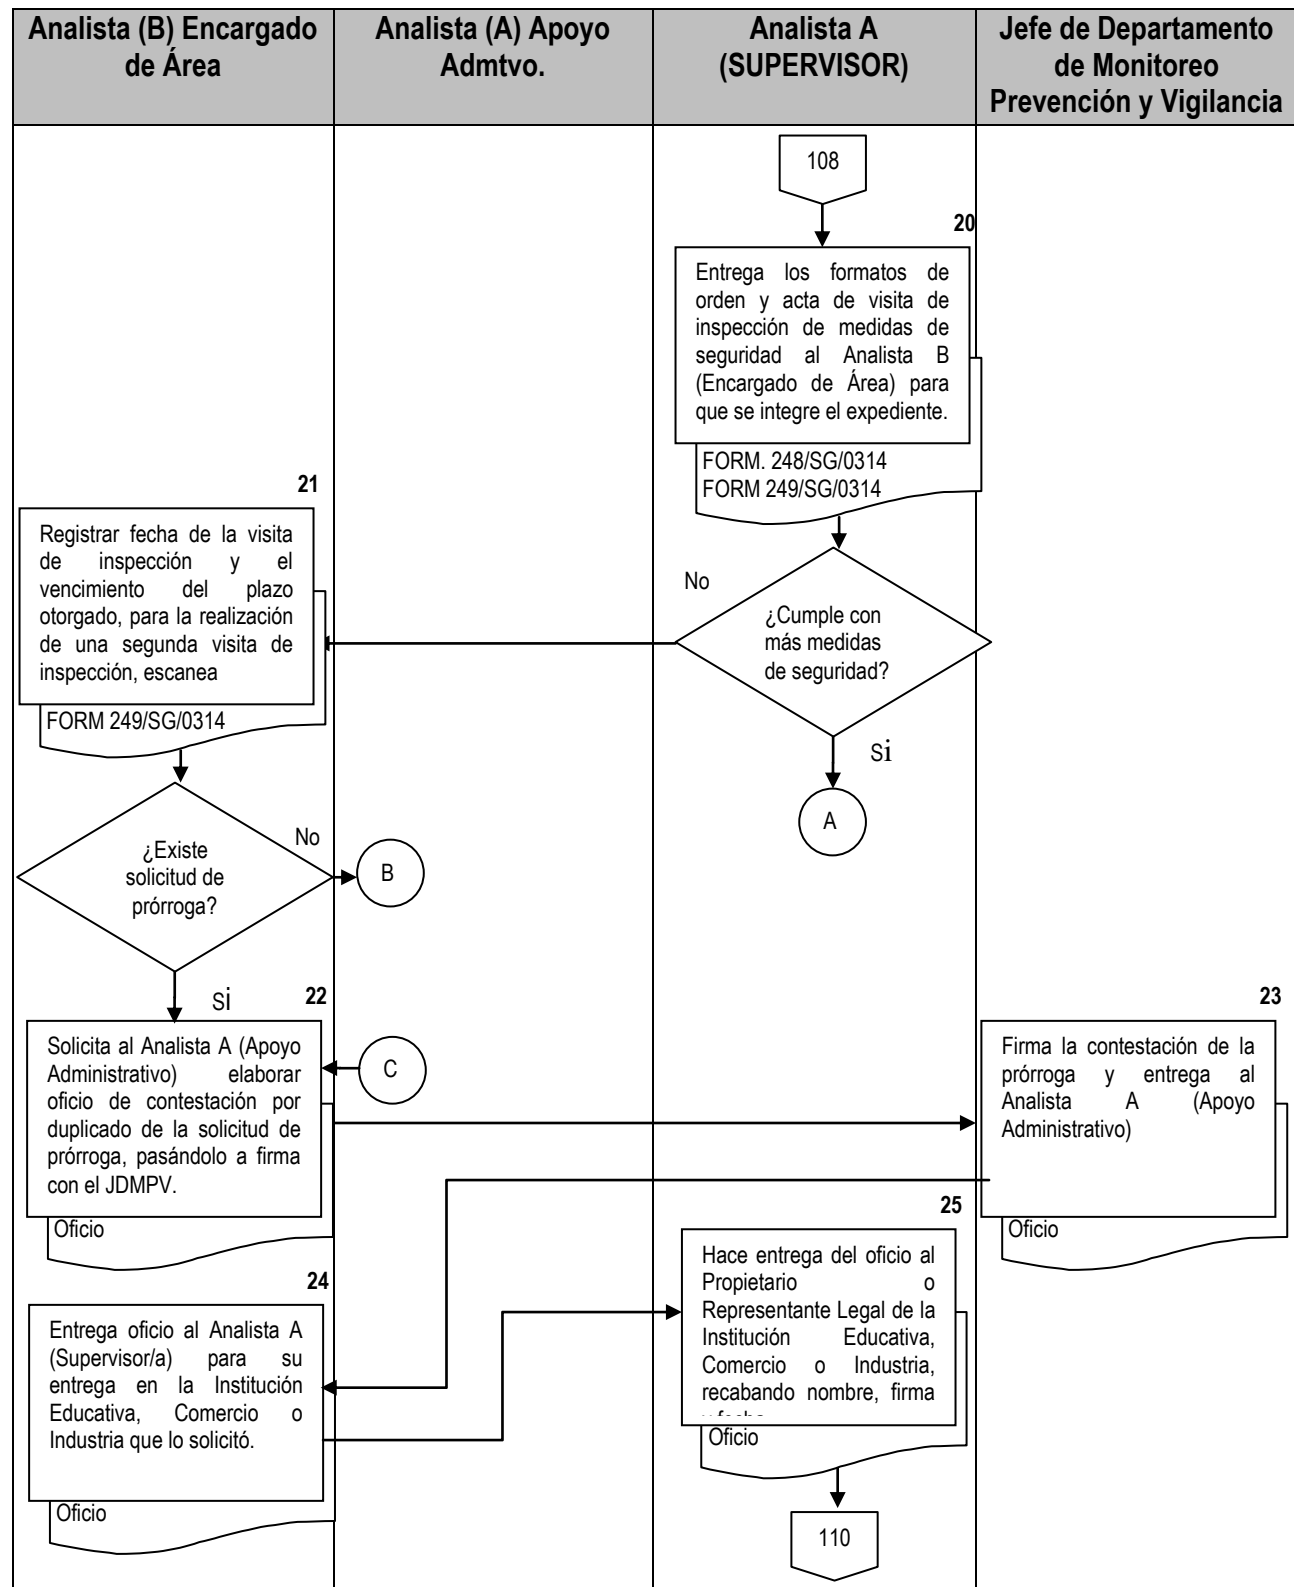 Analista (B) Encargado
de Área
Analista (A) Apoyo
Admtvo.
Analista A
(SUPERVISOR)
Jefe de Departamento
de Monitoreo
Prevención y Vigilancia
108
20
Entrega los formatos de
orden y acta de visita de
inspección de medidas de
seguridad al Analista B
(Encargado de Área) para
que se integre el expediente.
FORM. 248/SG/0314
FORM 249/SG/0314
21
Registrar fecha de la visita
de inspección y el
vencimiento del plazo
otorgado, para la realización
de una segunda visita de
inspección, escanea
FORM 249/SG/0314
No
¿Cumple con
más medidas
de seguridad?
Si
A
¿Existe
solicitud de
prórroga?
No
B
Si
22
Solicita al Analista A (Apoyo
Administrativo) elaborar
oficio de contestación por
duplicado de la solicitud de
prórroga, pasándolo a firma
con el JDMPV.
Oficio
C
23
Firma la contestación de la
prórroga y entrega al
Analista A (Apoyo
Administrativo)
Oficio
24
Entrega oficio al Analista A
(Supervisor/a) para su
entrega en la Institución
Educativa, Comercio o
Industria que lo solicitó.
Oficio
25
Hace entrega del oficio al
Propietario o
Representante Legal de la
Institución Educativa,
Comercio o Industria,
recabando nombre, firma
Oficio
110